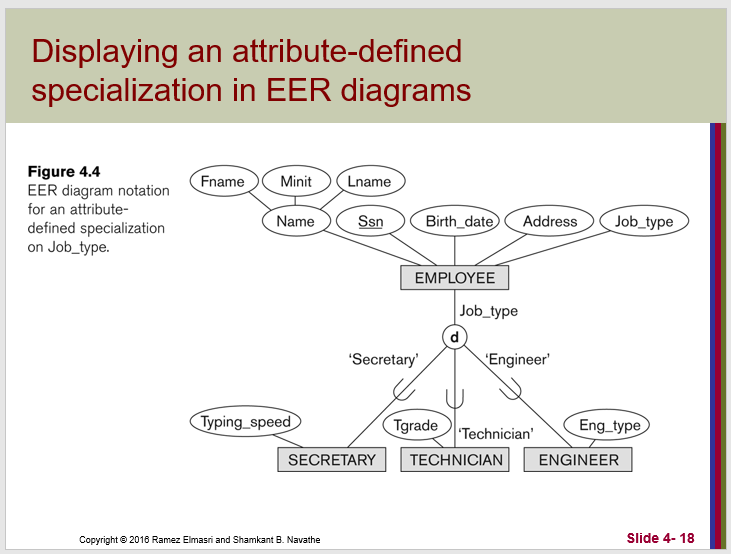 Displaying an attribute-defined
specialization in EER diagrams
Figure 4.4
EER diagram notation
for an attribute-
defined specialization
on Job_type.
Fname
Minit
Lname
Name
Ssn
Birth_date
Address
Job_type
EMPLOYEE
Job_type
d
‘Secretary’
‘Engineer’
Typing_speed
Tgrade
‘Technician’
Eng_type
SECRETARY
TECHNICIAN
ENGINEER
Copyright © 2016 Ramez Elmasri and Shamkant B. Navathe
Slide 4- 18